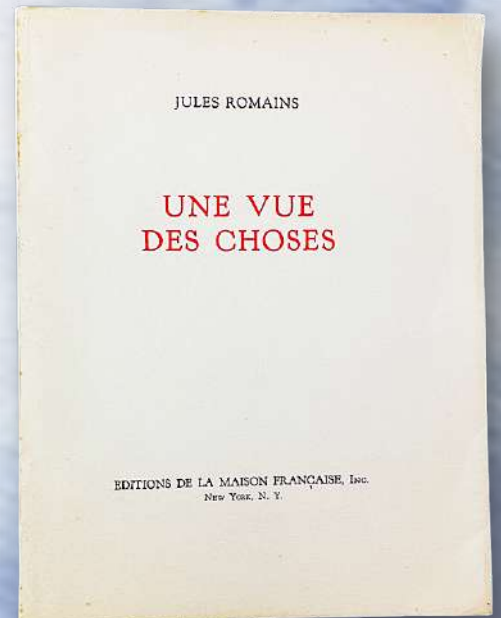 JULES ROMAINS
UNE VUE
DES CHOSES
EDITIONS DE LA MAISON FRANÇAISE, INC.
NEW YORK, N. Y.